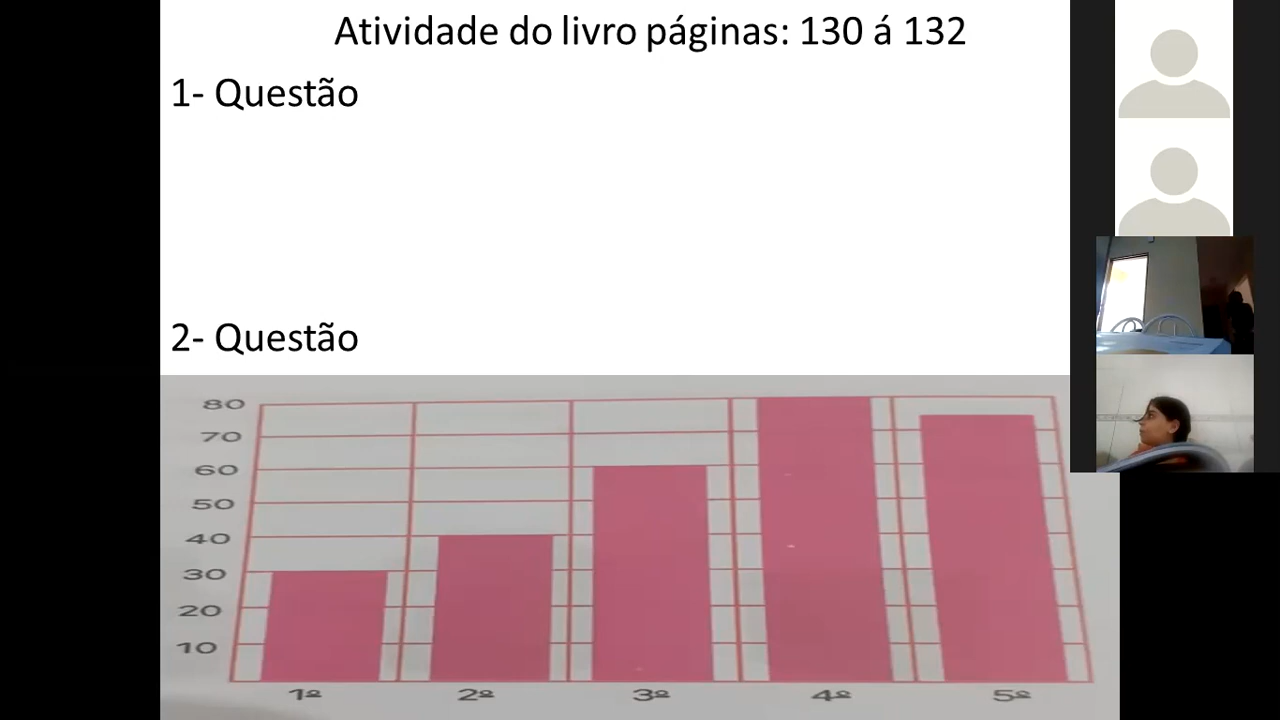 Atividade do livro páginas: 130 á 132
1- Questão
2- Questão
80
70
60
50
40
30
20
10
1ª 2ª 3ª 4ª 5ª